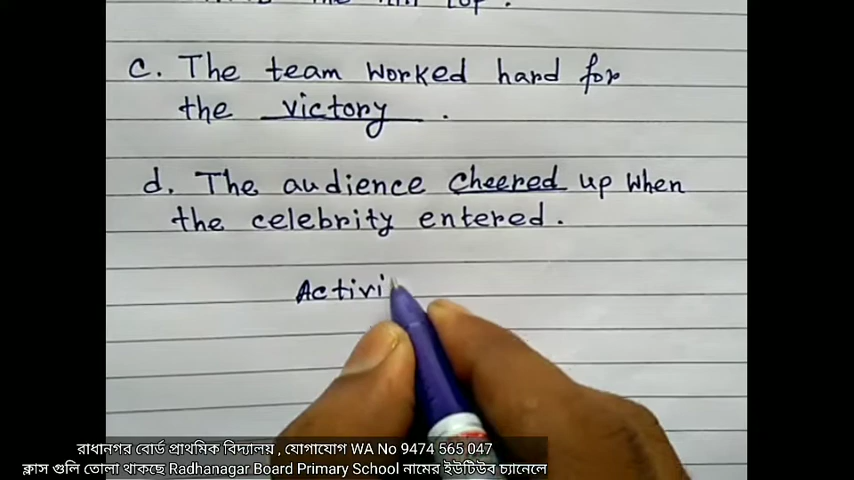 c. The team worked hard for
the victory .
d. The audience cheered up when
the celebrity entered.
Activi
রাধানগর বোর্ড প্রাথমিক বিদ্যালয় , যোগাযোগ WA No 9474 565 047
ক্লাস গুলি তোলা থাকছে Radhanagar Board Primary School নামের ইউটিউব চ্যানেলে